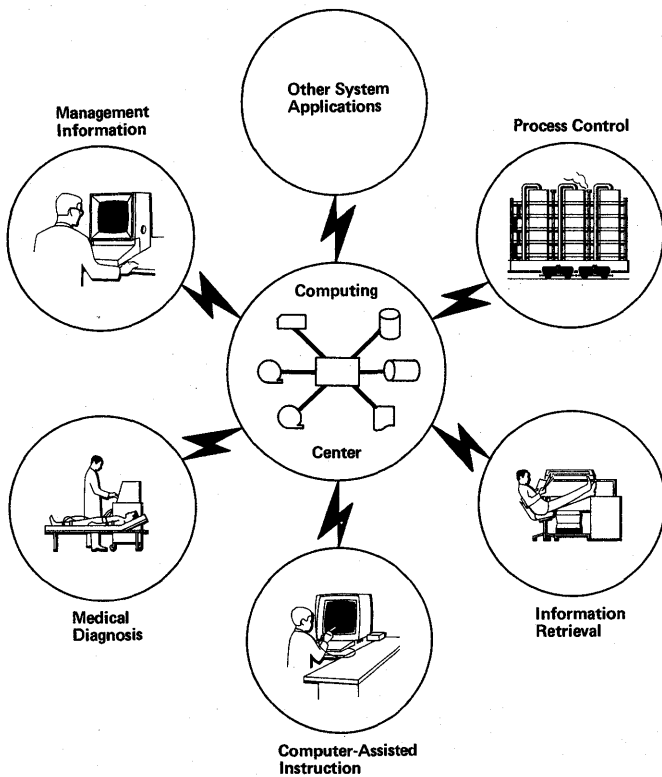 Other System
Applications
Management
Information
Process Control
Computing
Center
Medical
Diagnosis
Information
Retrieval
Computer-Assisted
Instruction